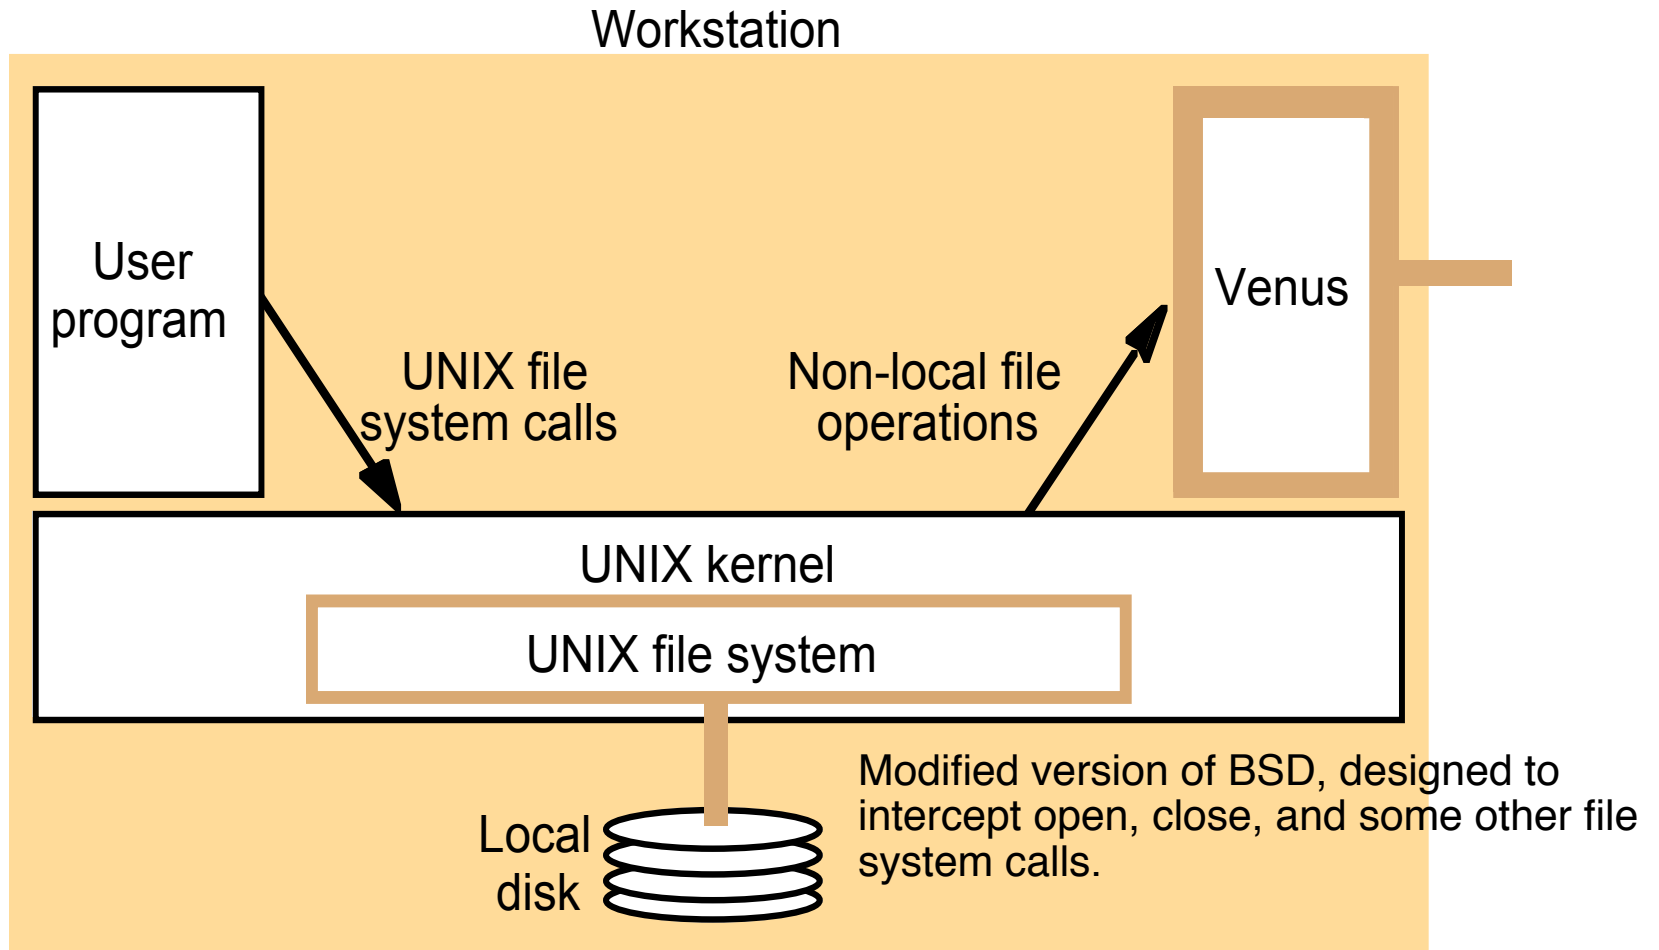 Workstation
User
program
Venus
UNIX file
system calls
Non-local file
operations
UNIX kernel
UNIX file system
Local
disk
Modified version of BSD, designed to
intercept open, close, and some other file
system calls.